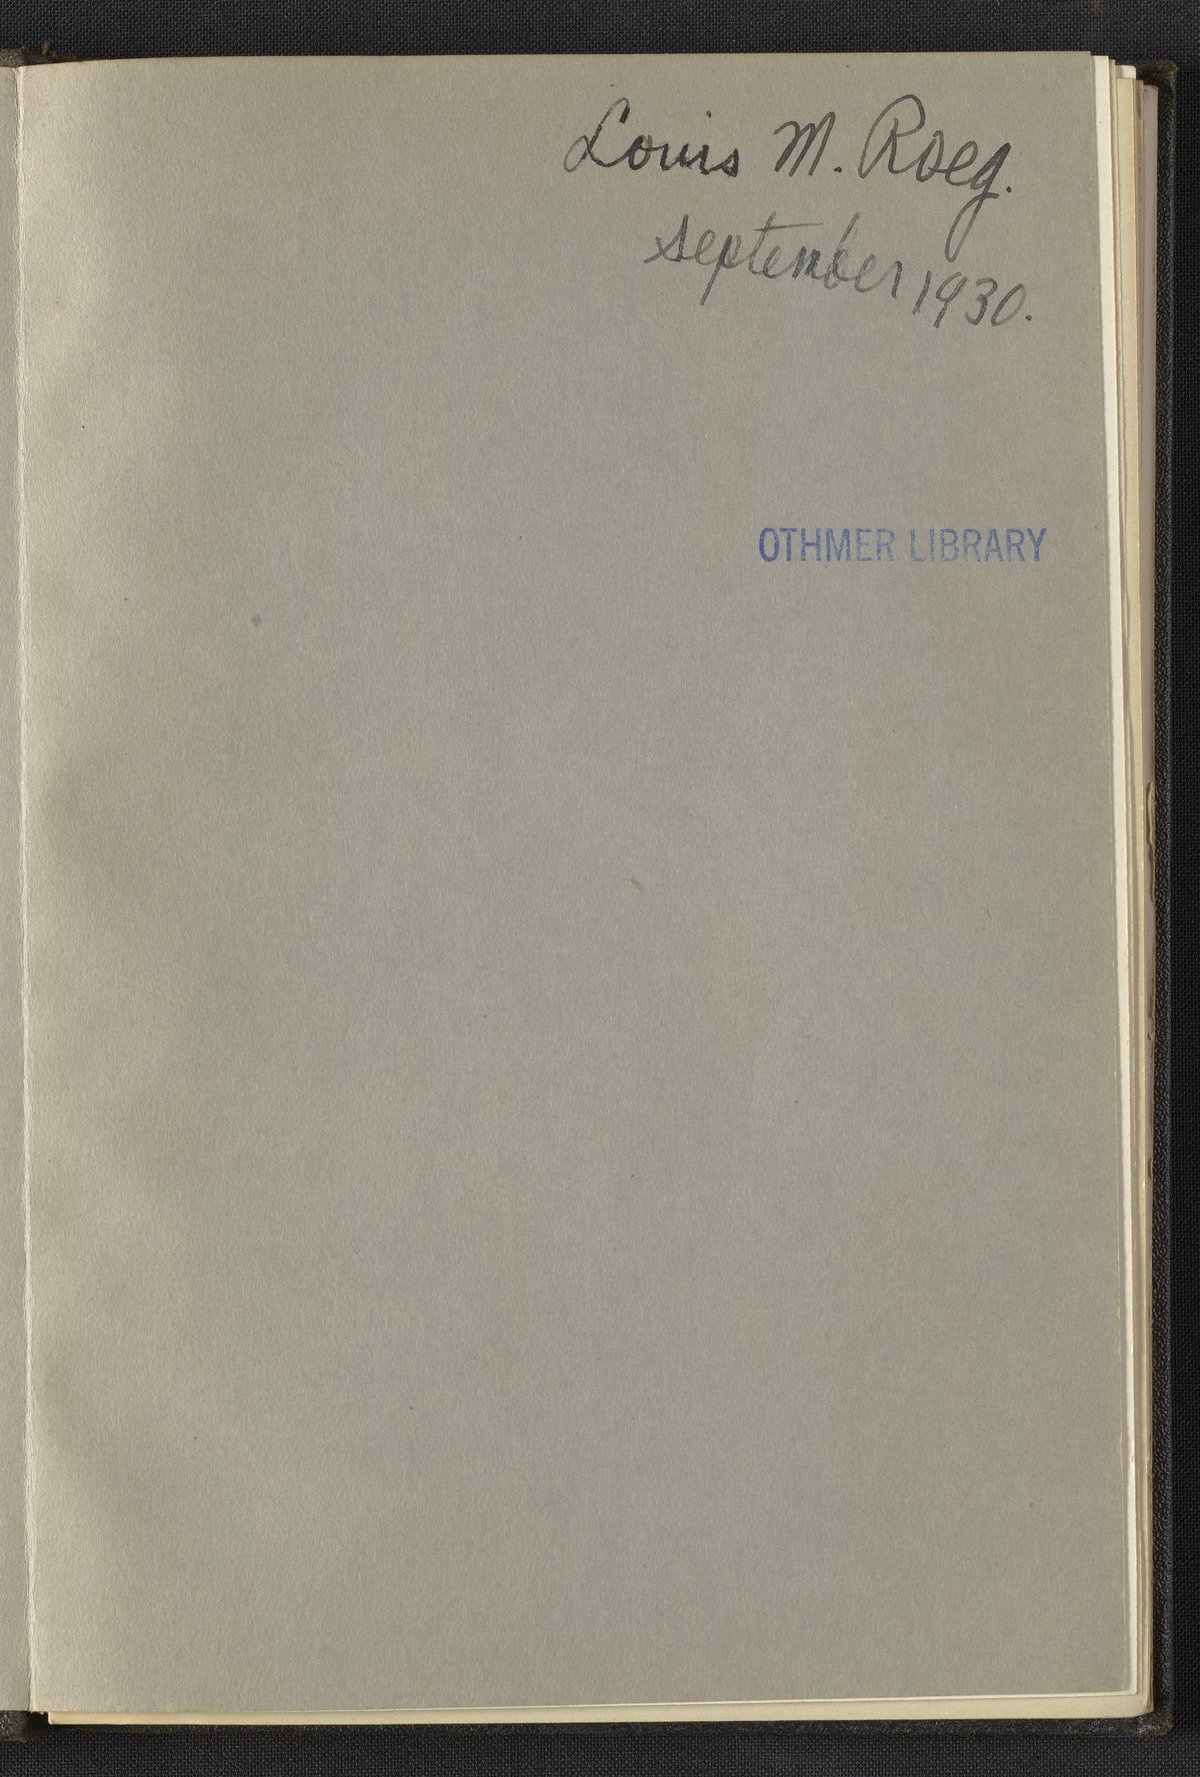 Louis M. Roeg.
September 1930.
OTHMER LIBRARY